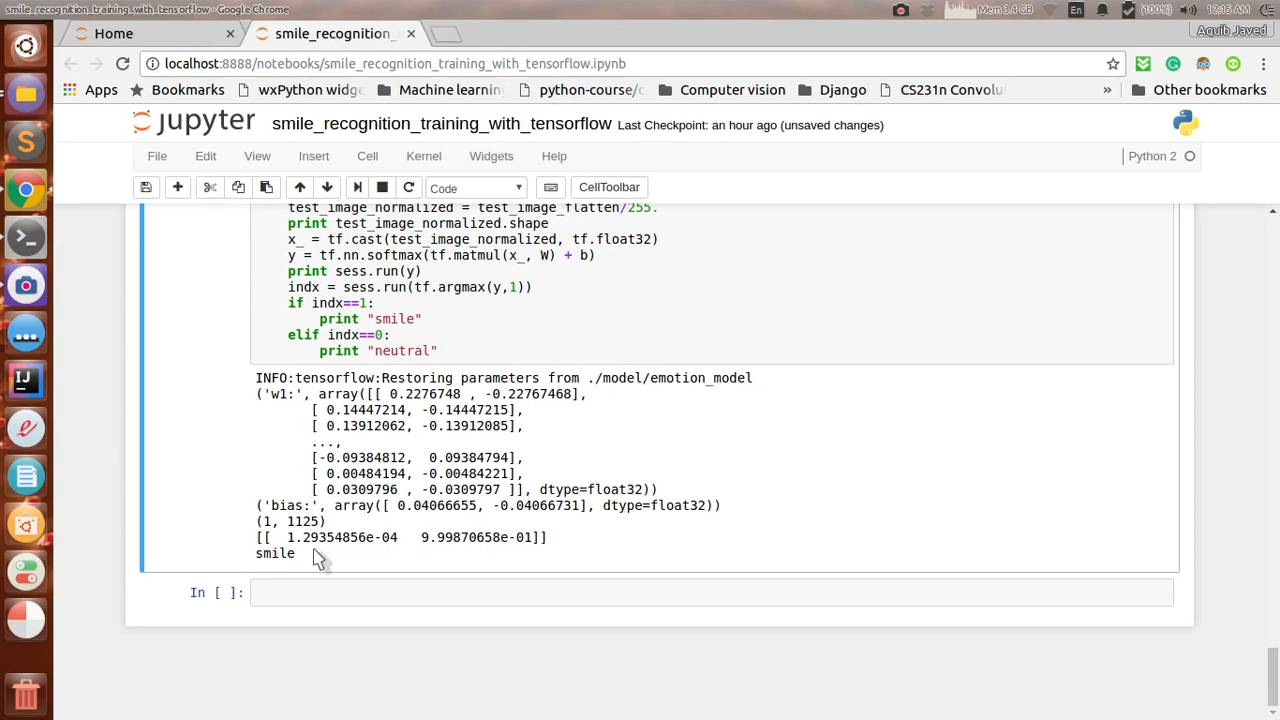 smile_recognition_training_with_tensorflow - Google Chrome
Mem 3.4 GB
En
(100%)
12:15 AM
Home
smile_recognition_
Aquib Javed
localhost:8888/notebooks/smile_recognition_training_with_tensorflow.ipynb
Apps
Bookmarks
wxPython widg
Machine learning
python-course/c
Computer vision
Django
CS231n Convolu
»
Other bookmarks
jupyter
smile_recognition_training_with_tensorflow
Last Checkpoint: an hour ago (unsaved changes)
File
Edit
View
Insert
Cell
Kernel
Widgets
Help
Python 2
Code
CellToolbar
test_image_normalized = test_image_flatten/255.
print test_image_normalized.shape
x_ = tf.cast(test_image_normalized, tf.float32)
y = tf.nn.softmax(tf.matmul(x_, W) + b)
print sess.run(y)
indx = sess.run(tf.argmax(y,1))
if indx==1:
print "smile"
elif indx==0:
print "neutral"
INFO:tensorflow:Restoring parameters from ./model/emotion_model
('w1:', array([[ 0.2276748 , -0.22767468],
[ 0.14447214, -0.14447215],
[ 0.13912062, -0.13912085],
...,
[-0.09384812,  0.09384794],
[ 0.00484194, -0.00484221],
[ 0.0309796 , -0.0309797 ]], dtype=float32))
('bias:', array([ 0.04066655, -0.04066731], dtype=float32))
(1, 1125)
[[  1.29354856e-04   9.99870658e-01]]
smile
In [ ]: